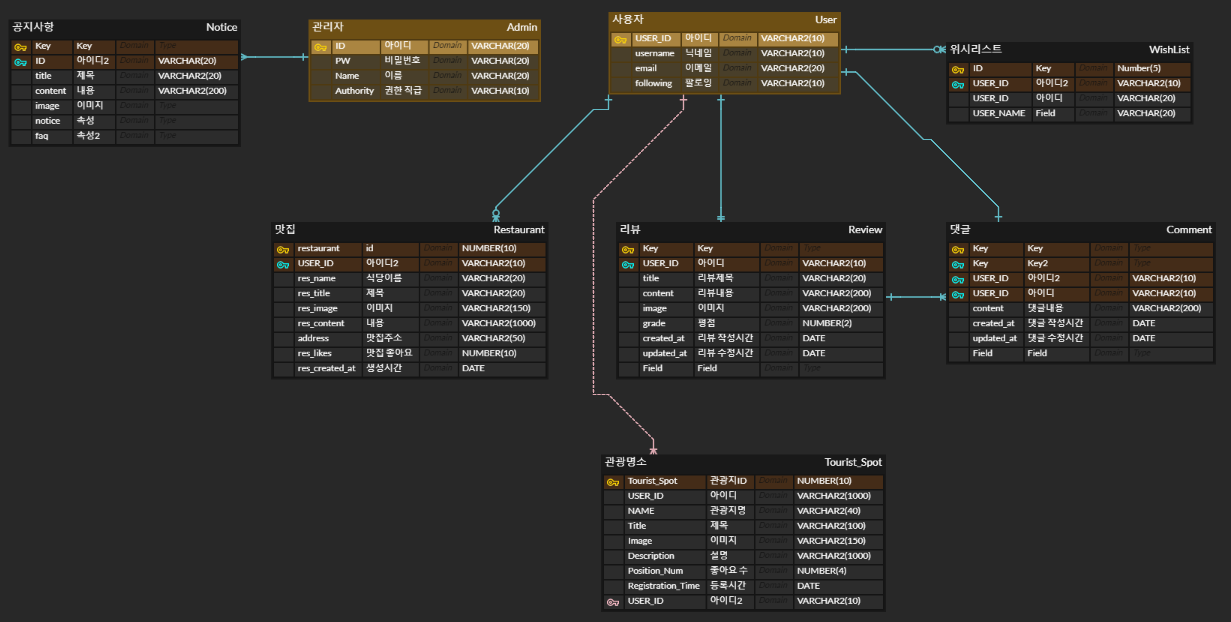 공지사항 Notice
Key Key Domain Type
ID 아이디2 Domain VARCHAR(20)
title 제목 Domain VARCHAR2(20)
content 내용 Domain VARCHAR2(200)
image 이미지 Domain Type
notice 속성 Domain Type
faq 속성2 Domain Type
관리자 Admin
ID 아이디 Domain VARCHAR(20)
PW 비밀번호 Domain VARCHAR(20)
Name 이름 Domain VARCHAR(20)
Authority 권한 직급 Domain VARCHAR(10)
사용자 User
USER_ID 아이디 Domain VARCHAR2(10)
username 닉네임 Domain VARCHAR2(10)
email 이메일 Domain VARCHAR2(20)
following 팔로잉 Domain VARCHAR2(10)
위시리스트 WishList
ID Key Domain Number(5)
USER_ID 아이디2 Domain VARCHAR2(10)
USER_ID 아이디 Domain VARCHAR(20)
USER_NAME Field Domain VARCHAR(20)
맛집 Restaurant
restaurant id Domain NUMBER(10)
USER_ID 아이디2 Domain VARCHAR2(10)
res_name 식당이름 Domain VARCHAR2(20)
res_title 제목 Domain VARCHAR2(20)
res_image 이미지 Domain VARCHAR2(150)
res_content 내용 Domain VARCHAR2(1000)
address 맛집주소 Domain VARCHAR2(50)
res_likes 맛집 좋아요 Domain NUMBER(10)
res_created_at 생성시간 Domain DATE
리뷰 Review
Key Key Domain Type
USER_ID 아이디 Domain VARCHAR2(10)
title 리뷰제목 Domain VARCHAR2(20)
content 리뷰내용 Domain VARCHAR2(200)
image 이미지 Domain VARCHAR2(200)
grade 평점 Domain NUMBER(2)
created_at 리뷰 작성시간 Domain DATE
updated_at 리뷰 수정시간 Domain DATE
Field Field Domain Type
댓글 Comment
Key Key Domain Type
Key Key2 Domain Type
USER_ID 아이디2 Domain VARCHAR2(10)
USER_ID 아이디 Domain VARCHAR2(10)
content 댓글내용 Domain VARCHAR2(200)
created_at 댓글 작성시간 Domain DATE
updated_at 댓글 수정시간 Domain DATE
Field Field Domain Type
관광명소 Tourist_Spot
Tourist_Spot 관광지ID Domain NUMBER(10)
USER_ID 아이디 Domain VARCHAR2(1000)
NAME 관광지명 Domain VARCHAR2(40)
Title 제목 Domain VARCHAR2(100)
Image 이미지 Domain VARCHAR2(150)
Description 설명 Domain VARCHAR2(1000)
Position_Num 좋아요 수 Domain NUMBER(4)
Registration_Time 등록시간 Domain DATE
USER_ID 아이디2 Domain VARCHAR2(10)